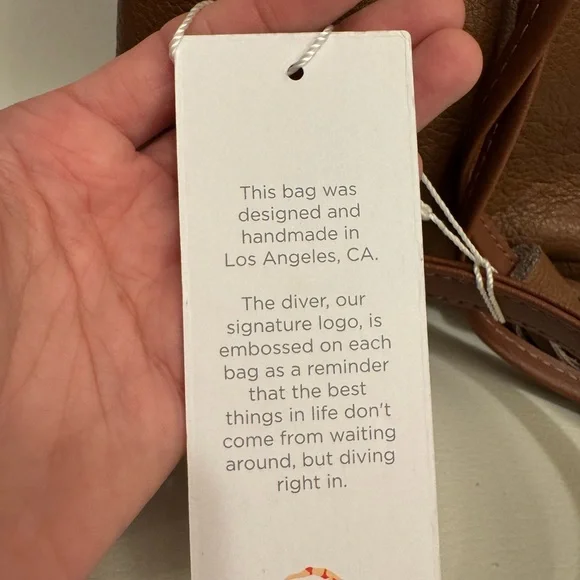 This bag was
designed and
handmade in
Los Angeles, CA.
The diver, our
signature logo, is
embossed on each
bag as a reminder
that the best
things in life don't
come from waiting
around, but diving
right in.